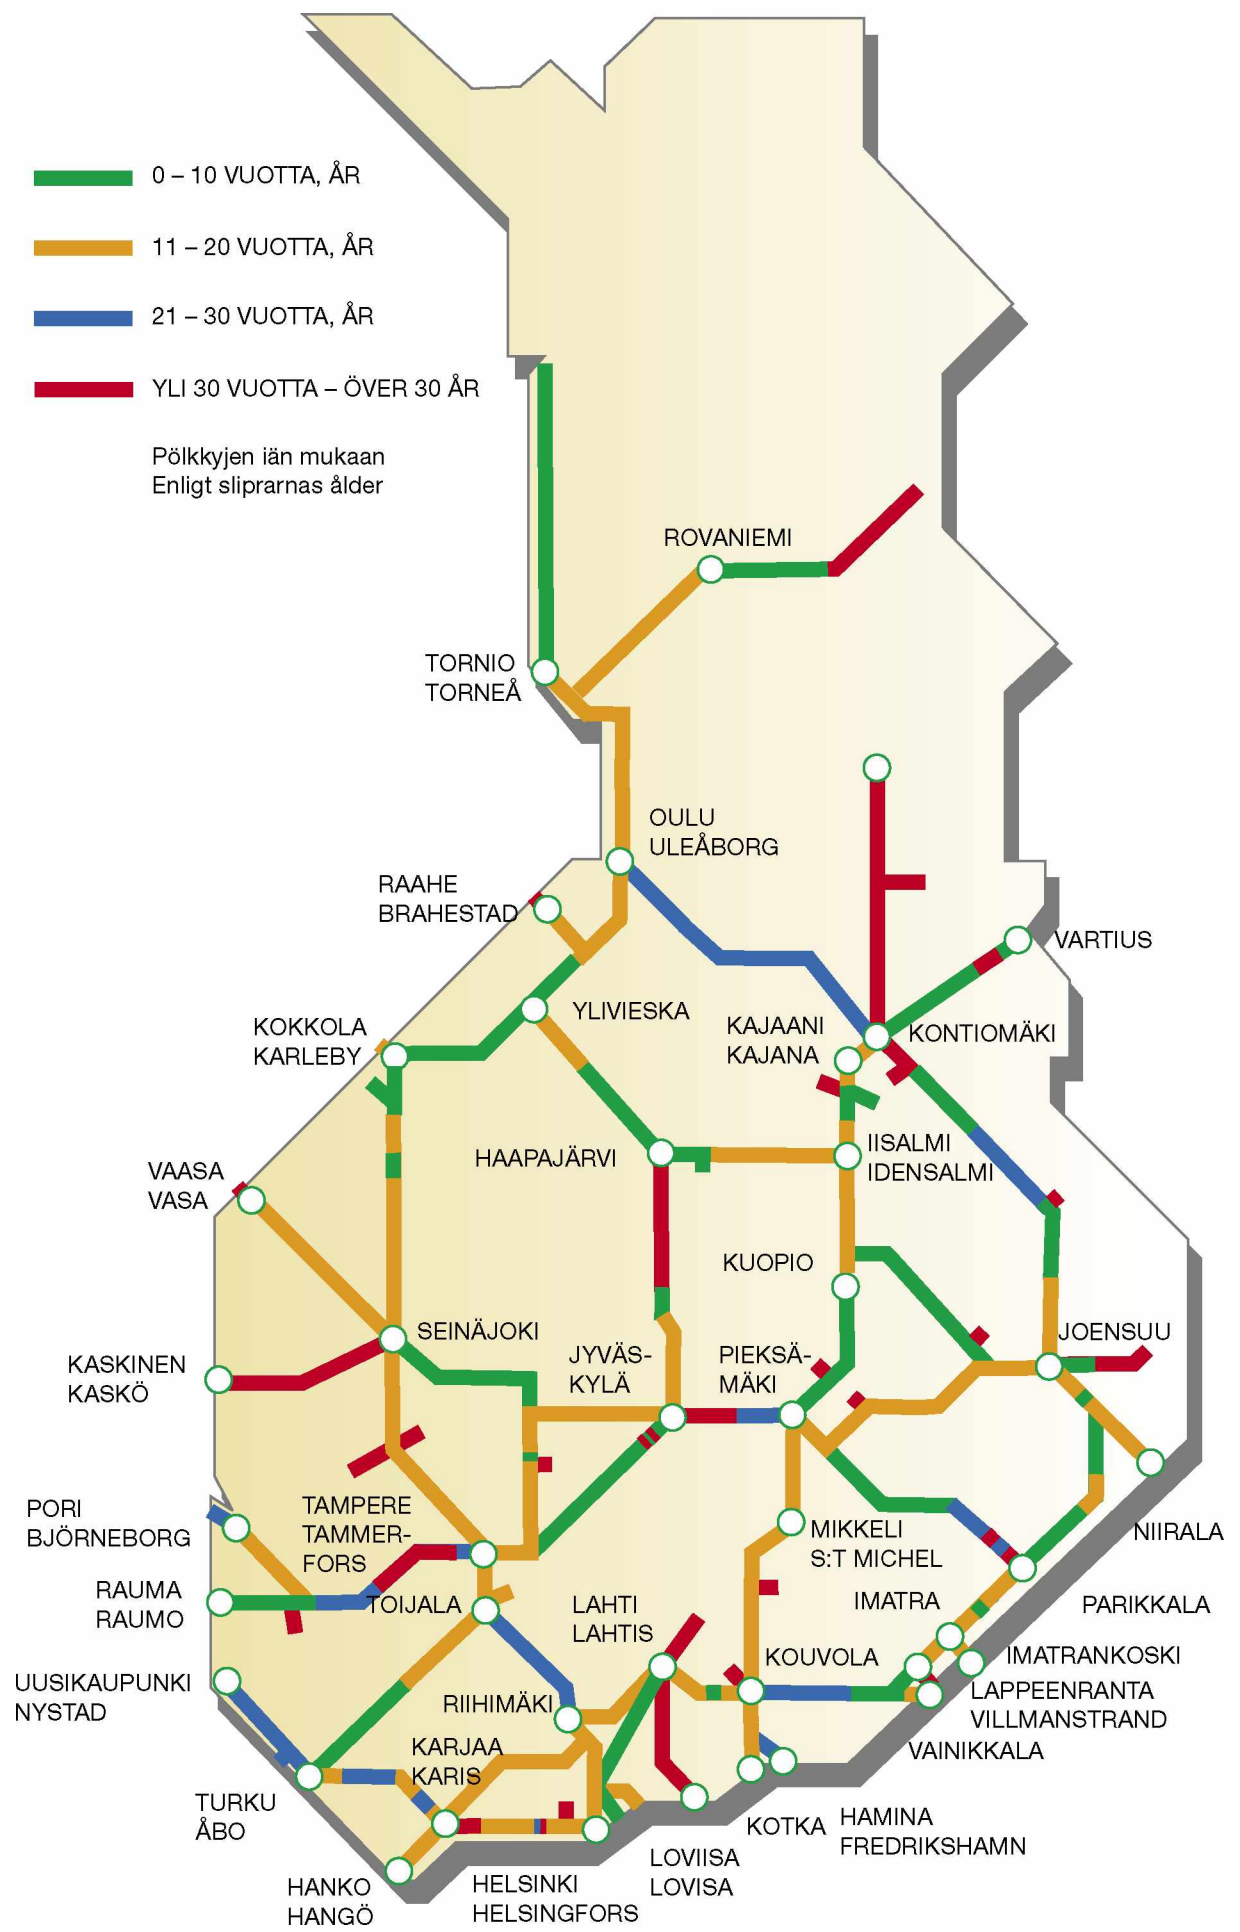 0 – 10 VUOTTA, ÅR
11 – 20 VUOTTA, ÅR
21 – 30 VUOTTA, ÅR
YLI 30 VUOTTA – ÖVER 30 ÅR
Pölkkyjen iän mukaan
Enligt sliprarnas ålder
ROVANIEMI
TORNIO
TORNEÅ
OULU
ULEÅBORG
RAAHE
BRAHESTAD
VARTIUS
YLIVIESKA
KOKKOLA
KARLEBY
KAJAANI
KAJANA
KONTIOMÄKI
HAAPAJÄRVI
IISALMI
IDENSALMI
VAASA
VASA
KUOPIO
SEINÄJOKI
JOENSUU
KASKINEN
KASKÖ
JYVÄS-
KYLÄ
PIEKSÄ-
MÄKI
PORI
BJÖRNEBORG
TAMPERE
TAMMER-
FORS
MIKKELI
S:T MICHEL
NIIRALA
RAUMA
RAUMO
TOIJALA
LAHTI
LAHTIS
IMATRA
PARIKKALA
UUSIKAUPUNKI
NYSTAD
RIIHIMÄKI
KOUVOLA
IMATRANKOSKI
LAPPEENRANTA
VILLMANSTRAND
VAINIKKALA
KARJAA
KARIS
TURKU
ÅBO
KOTKA
HAMINA
FREDRIKSHAMN
LOVIISA
LOVISA
HANKO
HANGÖ
HELSINKI
HELSINGFORS